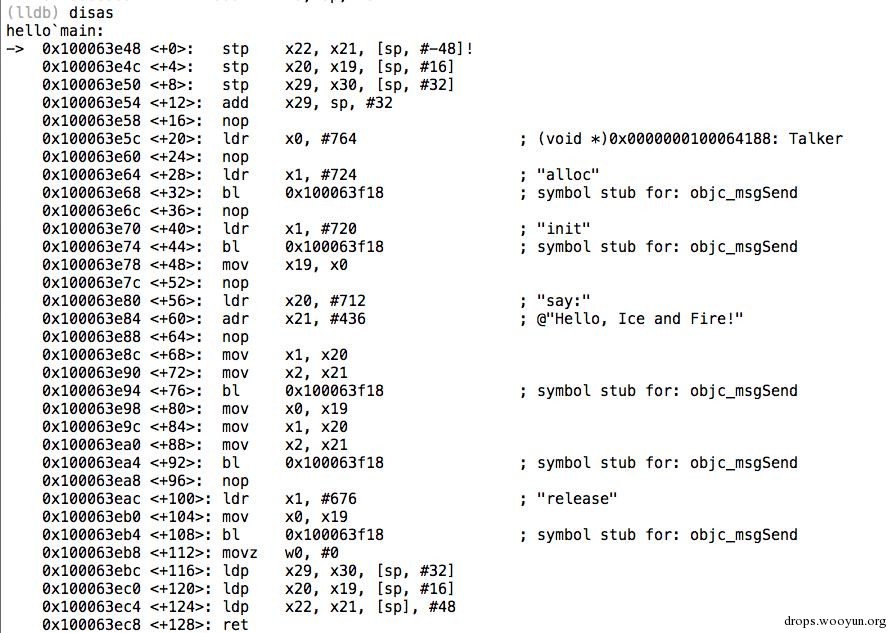 (lldb) disas
hello`main:
-> 0x100063e48 <+0>: stp x22, x21, [sp, #-48]!
0x100063e4c <+4>: stp x20, x19, [sp, #16]
0x100063e50 <+8>: stp x29, x30, [sp, #32]
0x100063e54 <+12>: add x29, sp, #32
0x100063e58 <+16>: nop
0x100063e5c <+20>: ldr x0, #764 ; (void *)0x0000000100064188: Talker
0x100063e60 <+24>: nop
0x100063e64 <+28>: ldr x1, #724 ; "alloc"
0x100063e68 <+32>: bl 0x100063f18 ; symbol stub for: objc_msgSend
0x100063e6c <+36>: nop
0x100063e70 <+40>: ldr x1, #720 ; "init"
0x100063e74 <+44>: bl 0x100063f18 ; symbol stub for: objc_msgSend
0x100063e78 <+48>: mov x19, x0
0x100063e7c <+52>: nop
0x100063e80 <+56>: ldr x20, #712 ; "say:"
0x100063e84 <+60>: adr x21, #436 ; @"Hello, Ice and Fire!"
0x100063e88 <+64>: nop
0x100063e8c <+68>: mov x1, x20
0x100063e90 <+72>: mov x2, x21
0x100063e94 <+76>: bl 0x100063f18 ; symbol stub for: objc_msgSend
0x100063e98 <+80>: mov x0, x19
0x100063e9c <+84>: mov x1, x20
0x100063ea0 <+88>: mov x2, x21
0x100063ea4 <+92>: bl 0x100063f18 ; symbol stub for: objc_msgSend
0x100063ea8 <+96>: nop
0x100063eac <+100>: ldr x1, #676 ; "release"
0x100063eb0 <+104>: mov x0, x19
0x100063eb4 <+108>: bl 0x100063f18 ; symbol stub for: objc_msgSend
0x100063eb8 <+112>: movz w0, #0
0x100063ebc <+116>: ldp x29, x30, [sp, #32]
0x100063ec0 <+120>: ldp x20, x19, [sp, #16]
0x100063ec4 <+124>: ldp x22, x21, [sp], #48
0x100063ec8 <+128>: ret
drops.wooyun.org